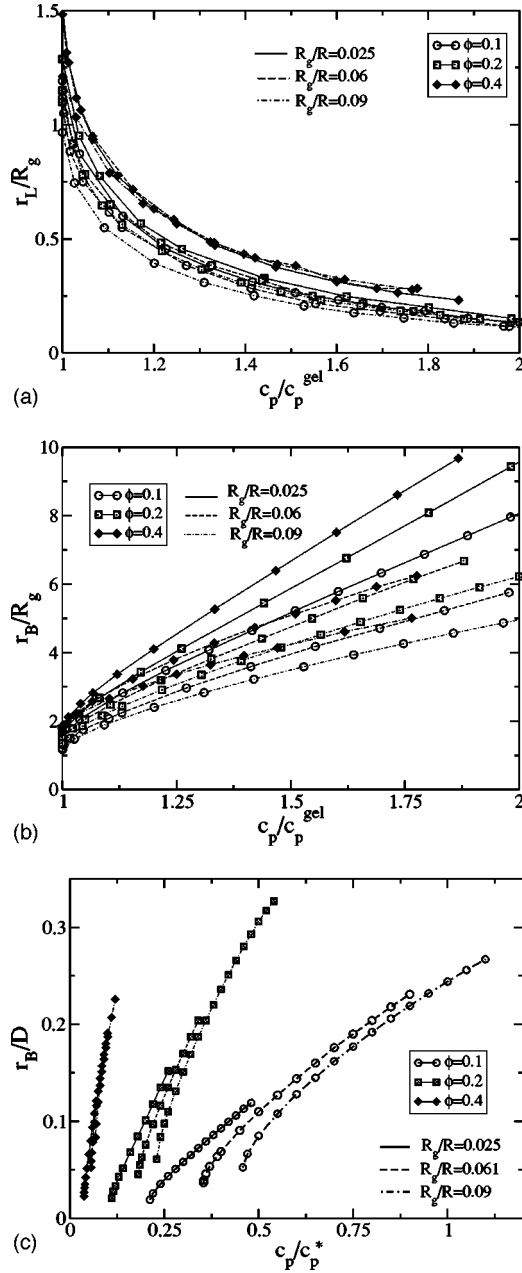 1.5
1
0.5
0
r_L/R_g
R_g/R=0.025
R_g/R=0.06
R_g/R=0.09
ϕ=0.1
ϕ=0.2
ϕ=0.4
1 1.2 1.4 1.6 1.8 2
c_p/c_p^gel
(a)
10
8
6
4
2
0
r_B/R_g
ϕ=0.1
ϕ=0.2
ϕ=0.4
R_g/R=0.025
R_g/R=0.06
R_g/R=0.09
1 1.25 1.5 1.75 2
c_p/c_p^gel
(b)
0.3
0.2
0.1
0
r_B/D
ϕ=0.1
ϕ=0.2
ϕ=0.4
R_g/R=0.025
R_g/R=0.061
R_g/R=0.09
0 0.25 0.5 0.75 1
c_p/c_p^*
(c)